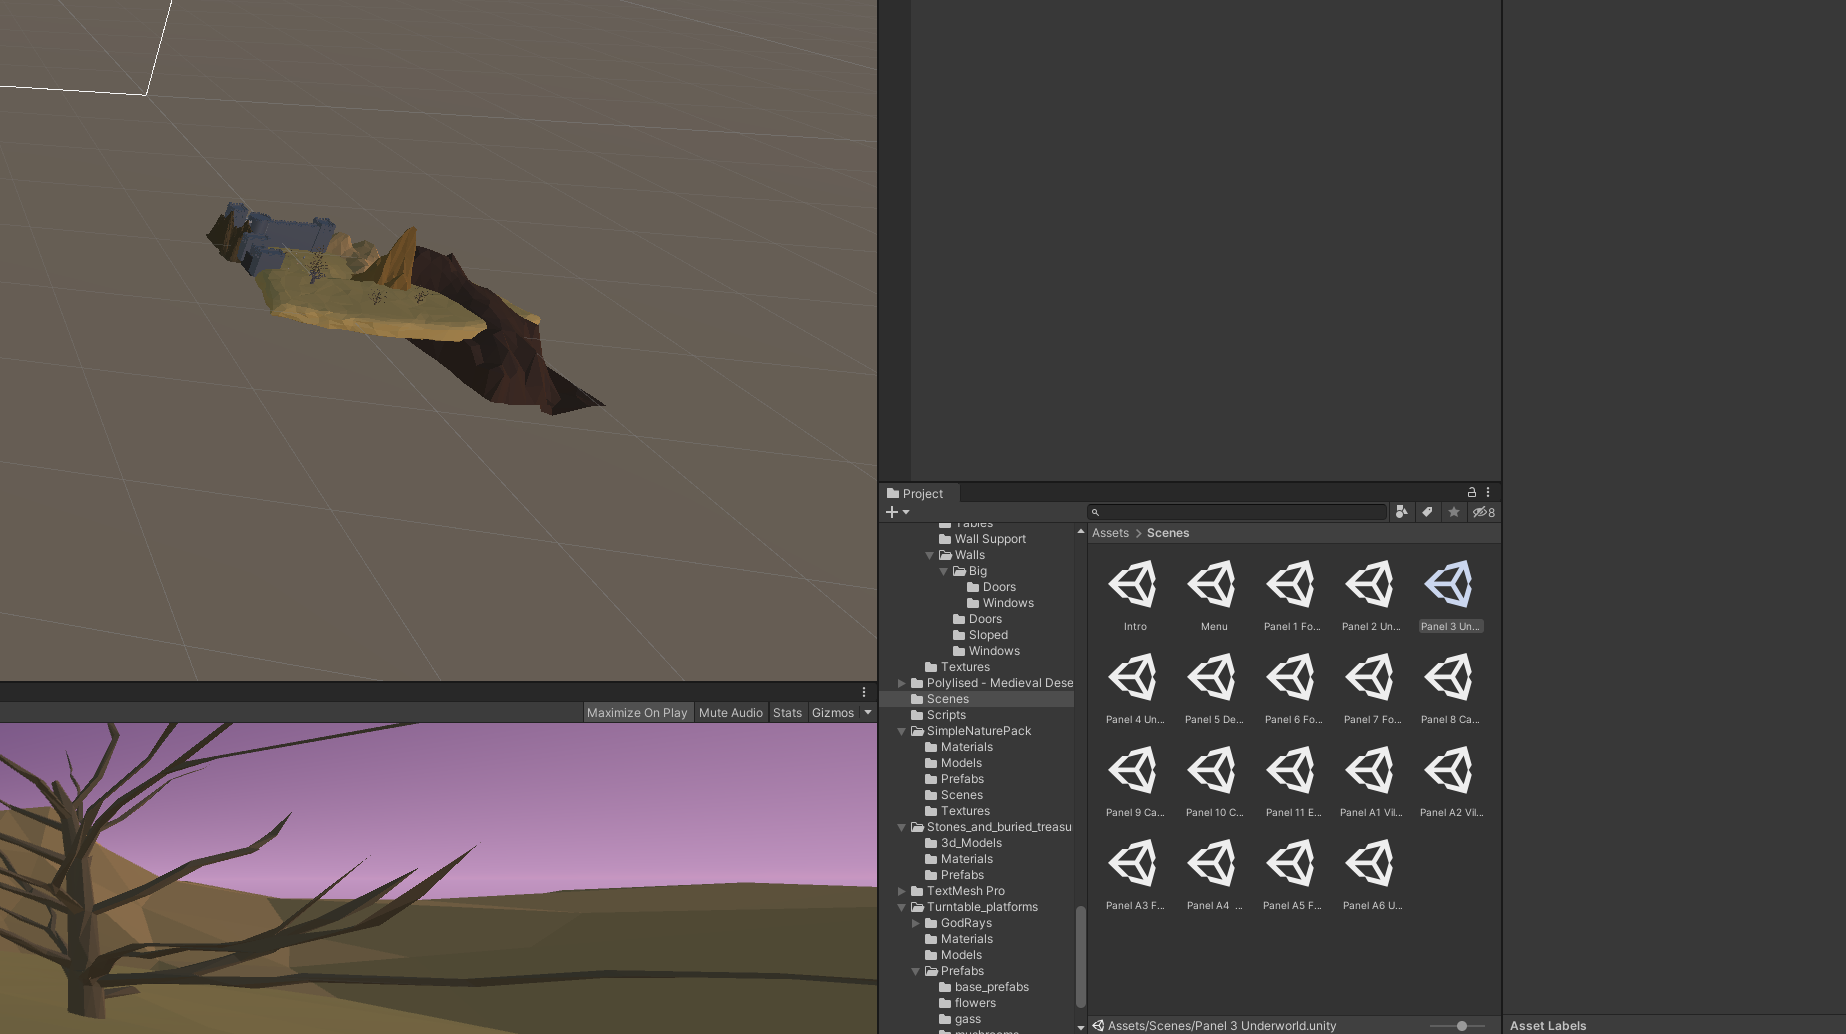 Project
8
Tables
Wall Support
Walls
Big
Doors
Windows
Doors
Sloped
Windows
Textures
Polylised - Medieval Dese
Scenes
Scripts
SimpleNaturePack
Materials
Models
Prefabs
Scenes
Textures
Stones_and_buried_treasu
3d_Models
Materials
Prefabs
TextMesh Pro
Turntable_platforms
GodRays
Materials
Models
Prefabs
base_prefabs
flowers
gass
mushrooms
Assets > Scenes
Intro
Menu
Panel 1 Fo...
Panel 2 Un...
Panel 3 Un...
Panel 4 Un...
Panel 5 De...
Panel 6 Fo...
Panel 7 Fo...
Panel 8 Ca...
Panel 9 Ca...
Panel 10 C...
Panel 11 E...
Panel A1 Vil...
Panel A2 Vil...
Panel A3 F...
Panel A4 ...
Panel A5 F...
Panel A6 U...
Assets/Scenes/Panel 3 Underworld.unity
Asset Labels
Maximize On Play
Mute Audio
Stats
Gizmos